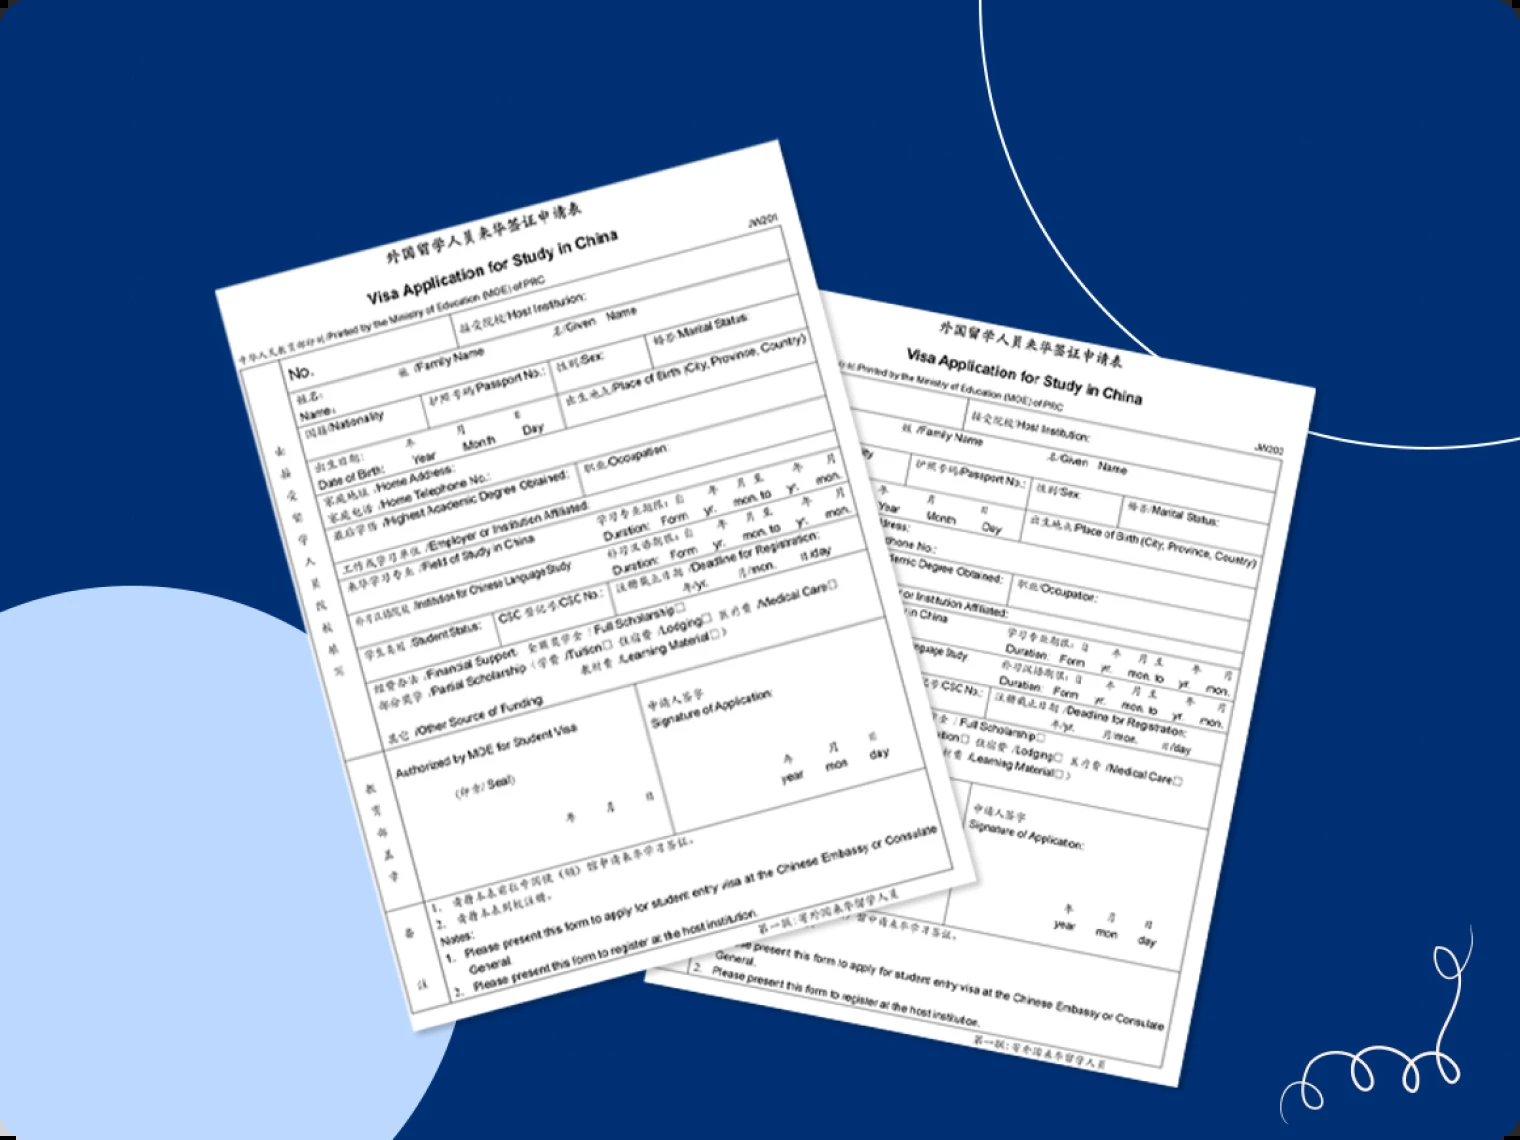 外国留学人员来华签证申请表
Visa Application for Study in China
中华人民教育部印制/Printed by the Ministry of Education (MOE) of PRC
JW201
No.
接受院校/Host Institution:
姓名:
Name:
姓 /Family Name
名/Given Name
国籍/Nationality
护照号码/Passport No.:
性别/Sex:
婚否/Marital Status:
出生日期:
Date of Birth:
年 月 日
Year Month Day
出生地点/Place of Birth (City, Province, Country)
家庭地址 /Home Address:
家庭电话 /Home Telephone No.:
最后学历 /Highest Academic Degree Obtained:
职业/Occupation:
工作或学习单位 /Employer or Institution Affiliated:
来华学习专业 /Field of Study in China
学习专业期限: 自 年 月 至 年 月
Duration: Form yr. mon. to yr. mon.
补习汉语院校 /Institution for Chinese Language Study
补习汉语期限: 自 年 月 至 年 月
Duration: Form yr. mon. to yr. mon.
学生类别 /Student Status:
CSC 登记号/CSC No.:
注册截止日期 /Deadline for Registration:
年/yr. 月/mon. 日/day
经费办法 /Financial Support: 全额奖学金 / Full Scholarship□
部分奖学 /Partial Scholarship (学费 /Tuition□ 住宿费 /Lodging□ 医疗费 /Medical Care□
教材费 /Learning Material□ )
其它 /Other Source of Funding:
由接受留学人员院校填写
Authorized by MOE for Student Visa
(印章/ Seal)
年 月 日
申请人签字
Signature of Application:
年 月 日
year mon day
教育部盖章
1. 请持本表前往中国使 (领) 馆申请来华学习签证。
2. 请持本表到校注册。
Notes:
1. Please present this form to apply for student entry visa at the Chinese Embassy or Consulate
General.
2. Please present this form to register at the host institution.
备注
第一联: 寄外国来华留学人员
外国留学人员来华签证申请表
Visa Application for Study in China
/Printed by the Ministry of Education (MOE) of PRC
JW202
接受院校/Host Institution:
姓 /Family Name
名/Given Name
护照号码/Passport No.:
性别/Sex:
婚否/Marital Status:
年 月 日
Year Month Day
出生地点/Place of Birth (City, Province, Country)
No.:
Degree Obtained:
职业/Occupation:
or Institution Affiliated:
in China
学习专业期限: 自 年 月 至 年 月
Duration: Form yr. mon. to yr. mon.
Study
补习汉语期限: 自 年 月 至 年 月
Duration: Form yr. mon. to yr. mon.
号/CSC No.:
注册截止日期 /Deadline for Registration:
年/yr. 月/mon. 日/day
金 / Full Scholarship□
住宿费 /Lodging□ 医疗费 /Medical Care□
材费 /Learning Material□ )
申请人签字
Signature of Application:
年 月 日
year mon day
馆申请来华学习签证。
present this form to apply for student entry visa at the Chinese Embassy or Consulate
General.
2. Please present this form to register at the host institution.
第一联: 寄外国来华留学人员